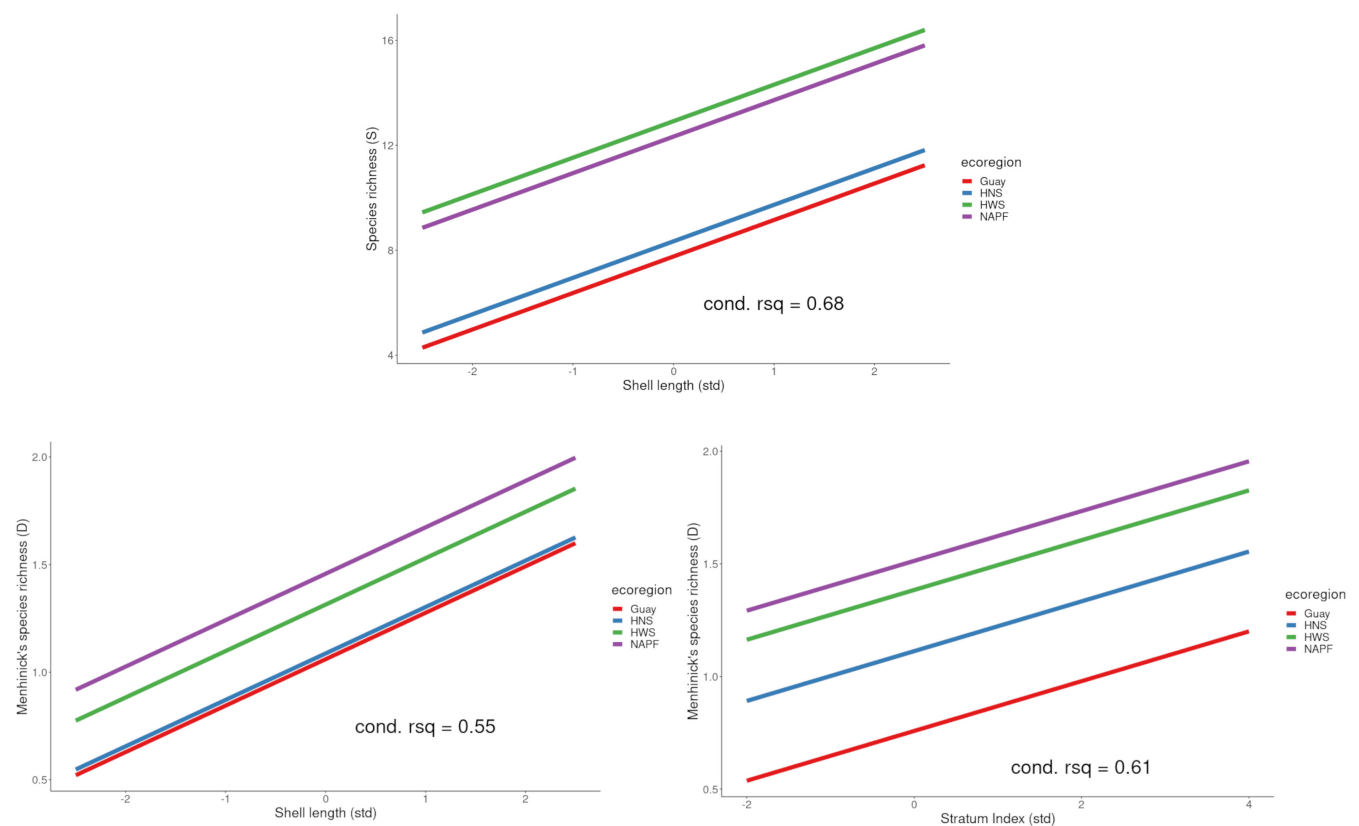 16
12
8
4
Species richness (S)
-2
-1
0
1
2
Shell length (std)
cond. rsq = 0.68
ecoregion
Guay
HNS
HWS
NAPF
2.0
1.5
1.0
0.5
Menhinick's species richness (D)
-2
-1
0
1
2
Shell length (std)
cond. rsq = 0.55
ecoregion
Guay
HNS
HWS
NAPF
2.0
1.5
1.0
0.5
Menhinick's species richness (D)
-2
0
2
4
Stratum Index (std)
cond. rsq = 0.61
ecoregion
Guay
HNS
HWS
NAPF